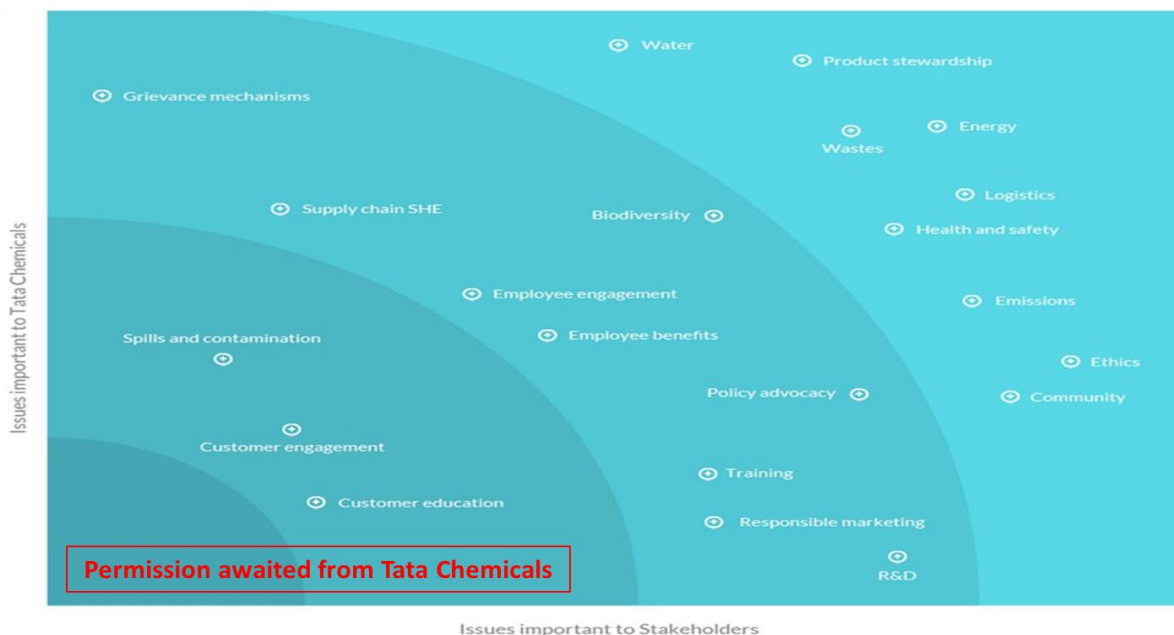 Water
Product stewardship
Grievance mechanisms
Energy
Wastes
Logistics
Supply chain SHE
Biodiversity
Health and safety
Employee engagement
Emissions
Spills and contamination
Employee benefits
Ethics
Policy advocacy
Community
Customer engagement
Training
Customer education
Responsible marketing
R&D
Permission awaited from Tata Chemicals
Issues important to Tata Chemicals
Issues important to Stakeholders